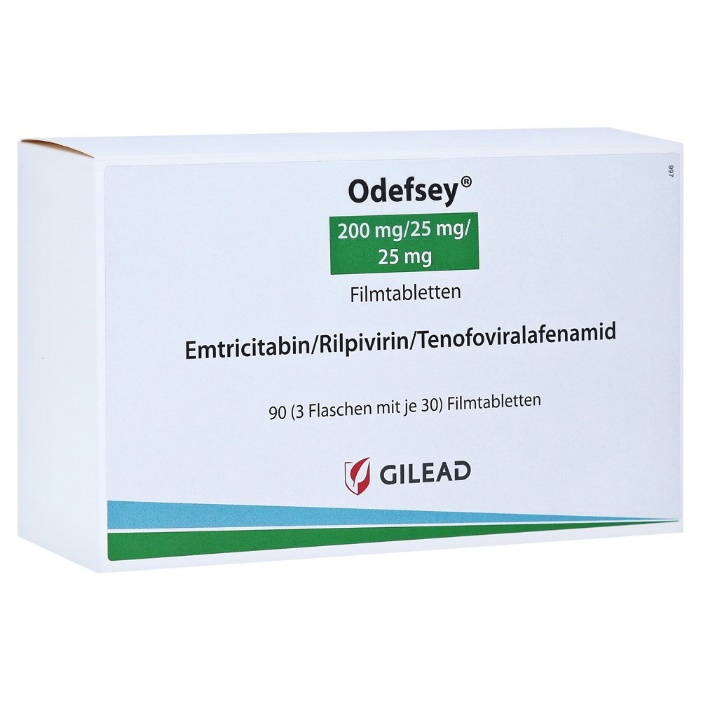 Odefsey®
200 mg/25 mg/
25 mg
Filmtabletten
Emtricitabin/Rilpivirin/Tenofoviralafenamid
90 (3 Flaschen mit je 30) Filmtabletten
GILEAD